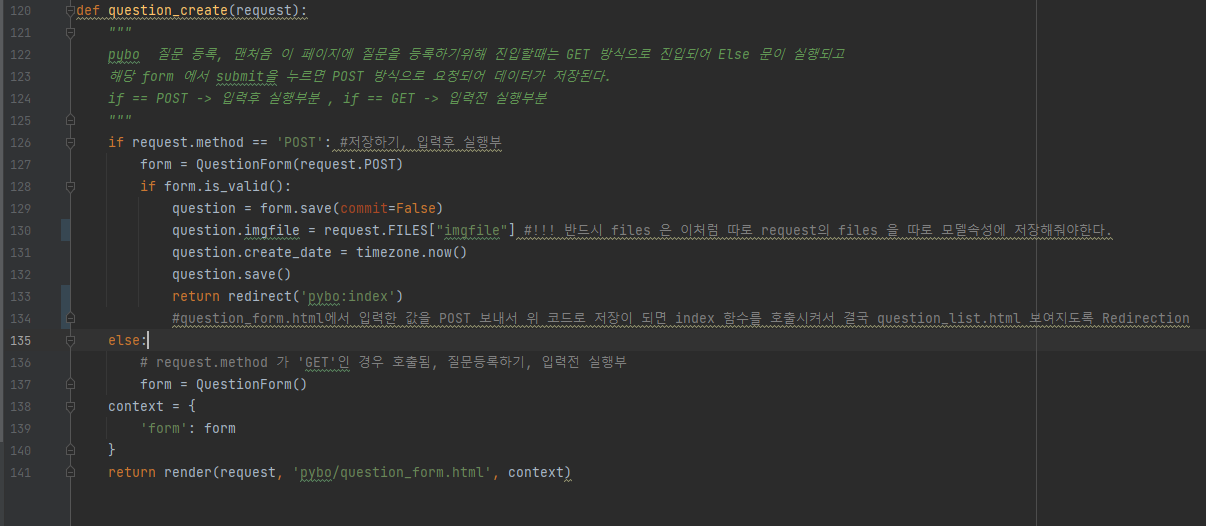 120 def question_create(request):
121 """
122 pybo 질문 등록, 맨처음 이 페이지에 질문을 등록하기위해 진입할때는 GET 방식으로 진입되어 Else 문이 실행되고
123 해당 form 에서 submit을 누르면 POST 방식으로 요청되어 데이터가 저장된다.
124 if == POST -> 입력후 실행부분 , if == GET -> 입력전 실행부분
125 """
126 if request.method == 'POST': #저장하기, 입력후 실행부
127 form = QuestionForm(request.POST)
128 if form.is_valid():
129 question = form.save(commit=False)
130 question.imgfile = request.FILES["imgfile"] #!!! 반드시 files 은 이처럼 따로 request의 files 을 따로 모델속성에 저장해줘야한다.
131 question.create_date = timezone.now()
132 question.save()
133 return redirect('pybo:index')
134 #question_form.html에서 입력한 값을 POST 보내서 위 코드로 저장이 되면 index 함수를 호출시켜서 결국 question_list.html 보여지도록 Redirection
135 else:
136 # request.method 가 'GET'인 경우 호출됨, 질문등록하기, 입력전 실행부
137 form = QuestionForm()
138 context = {
139 'form': form
140 }
141 return render(request, 'pybo/question_form.html', context)